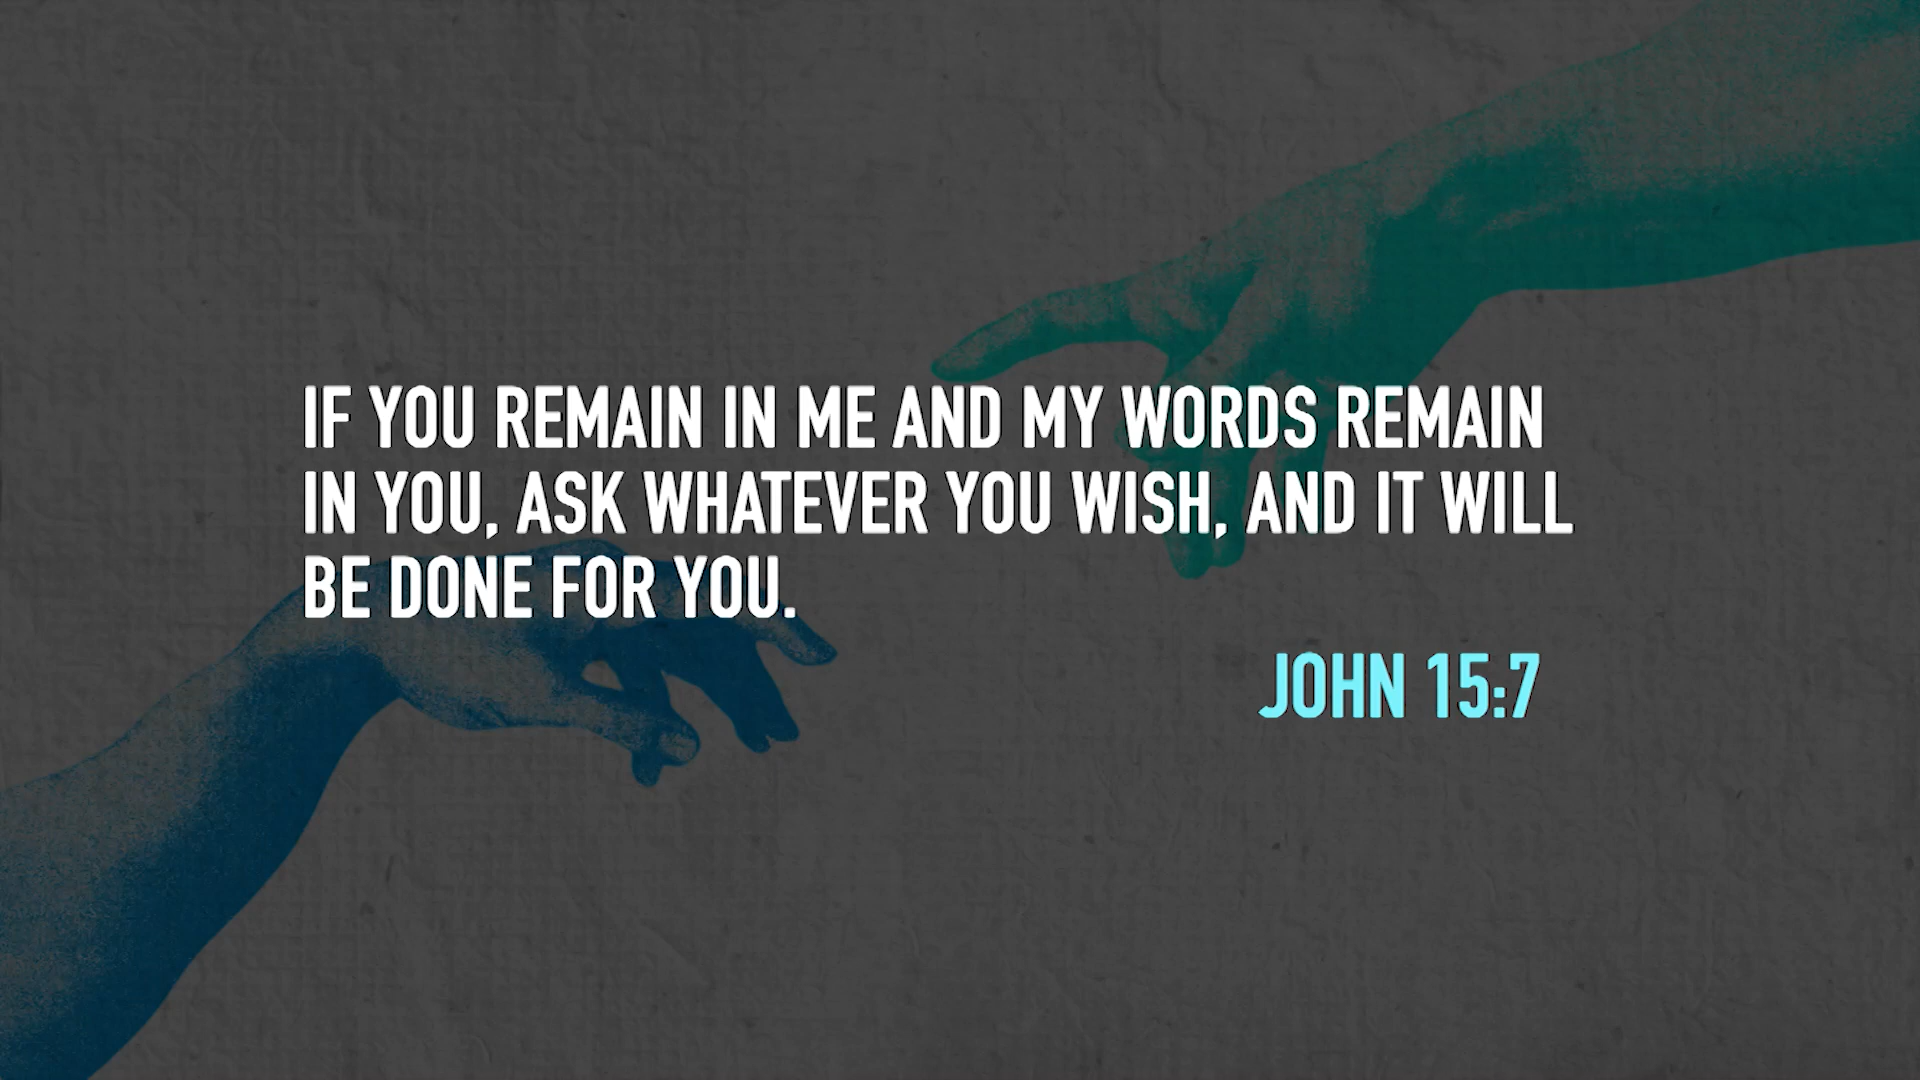 IF YOU REMAIN IN ME AND MY WORDS REMAIN
IN YOU, ASK WHATEVER YOU WISH, AND IT WILL
BE DONE FOR YOU.
JOHN 15:7